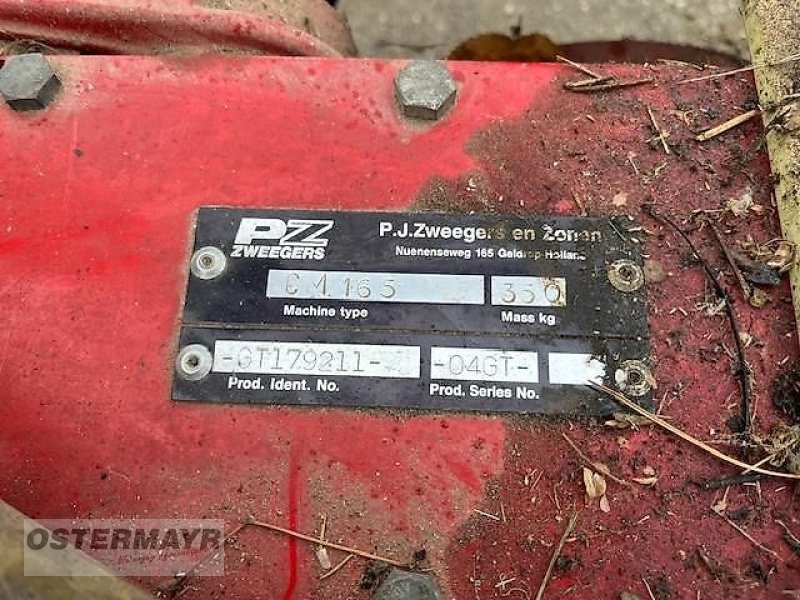 PZ
ZWEEGERS
P.J.Zweegers en Zonen
Nuenenseweg 165 Geldrop-Holland
CM 165
350
Machine type
Mass kg
-GT179211-
-04GT-
Prod. Ident. No.
Prod. Series No.
OSTERMAYR